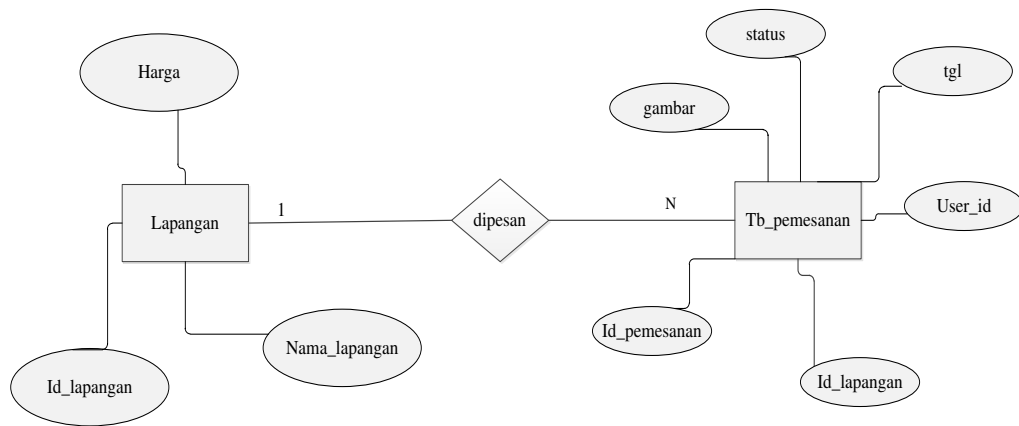 status
Harga
tgl
gambar
User_id
1
N
Lapangan
dipesan
Tb_pemesanan
Id_pemesanan
Nama_lapangan
Id_lapangan
Id_lapangan